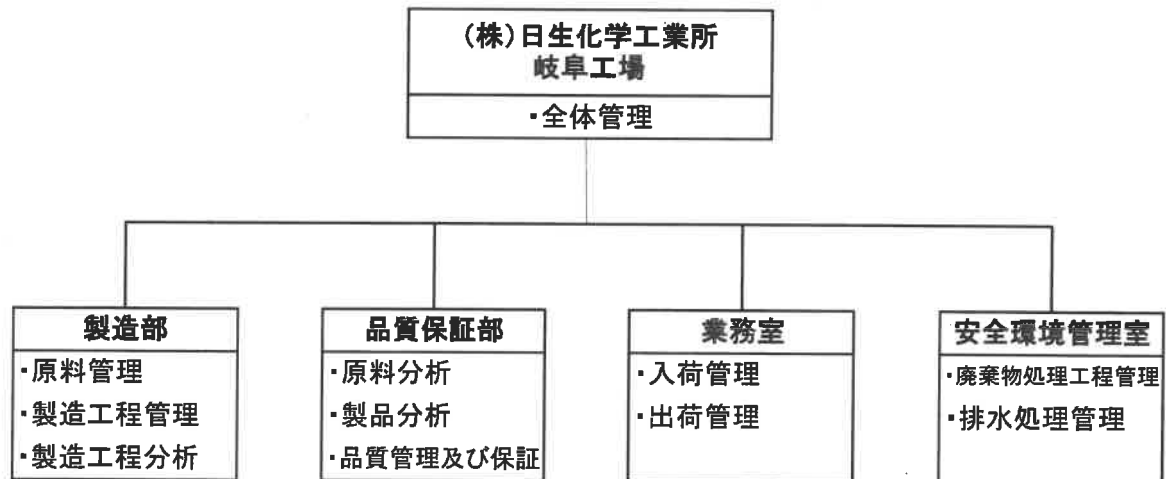 (株)日生化学工業所
岐阜工場
・全体管理
製造部
・原料管理
・製造工程管理
・製造工程分析
品質保証部
・原料分析
・製品分析
・品質管理及び保証
業務室
・入荷管理
・出荷管理
安全環境管理室
・廃棄物処理工程管理
・排水処理管理